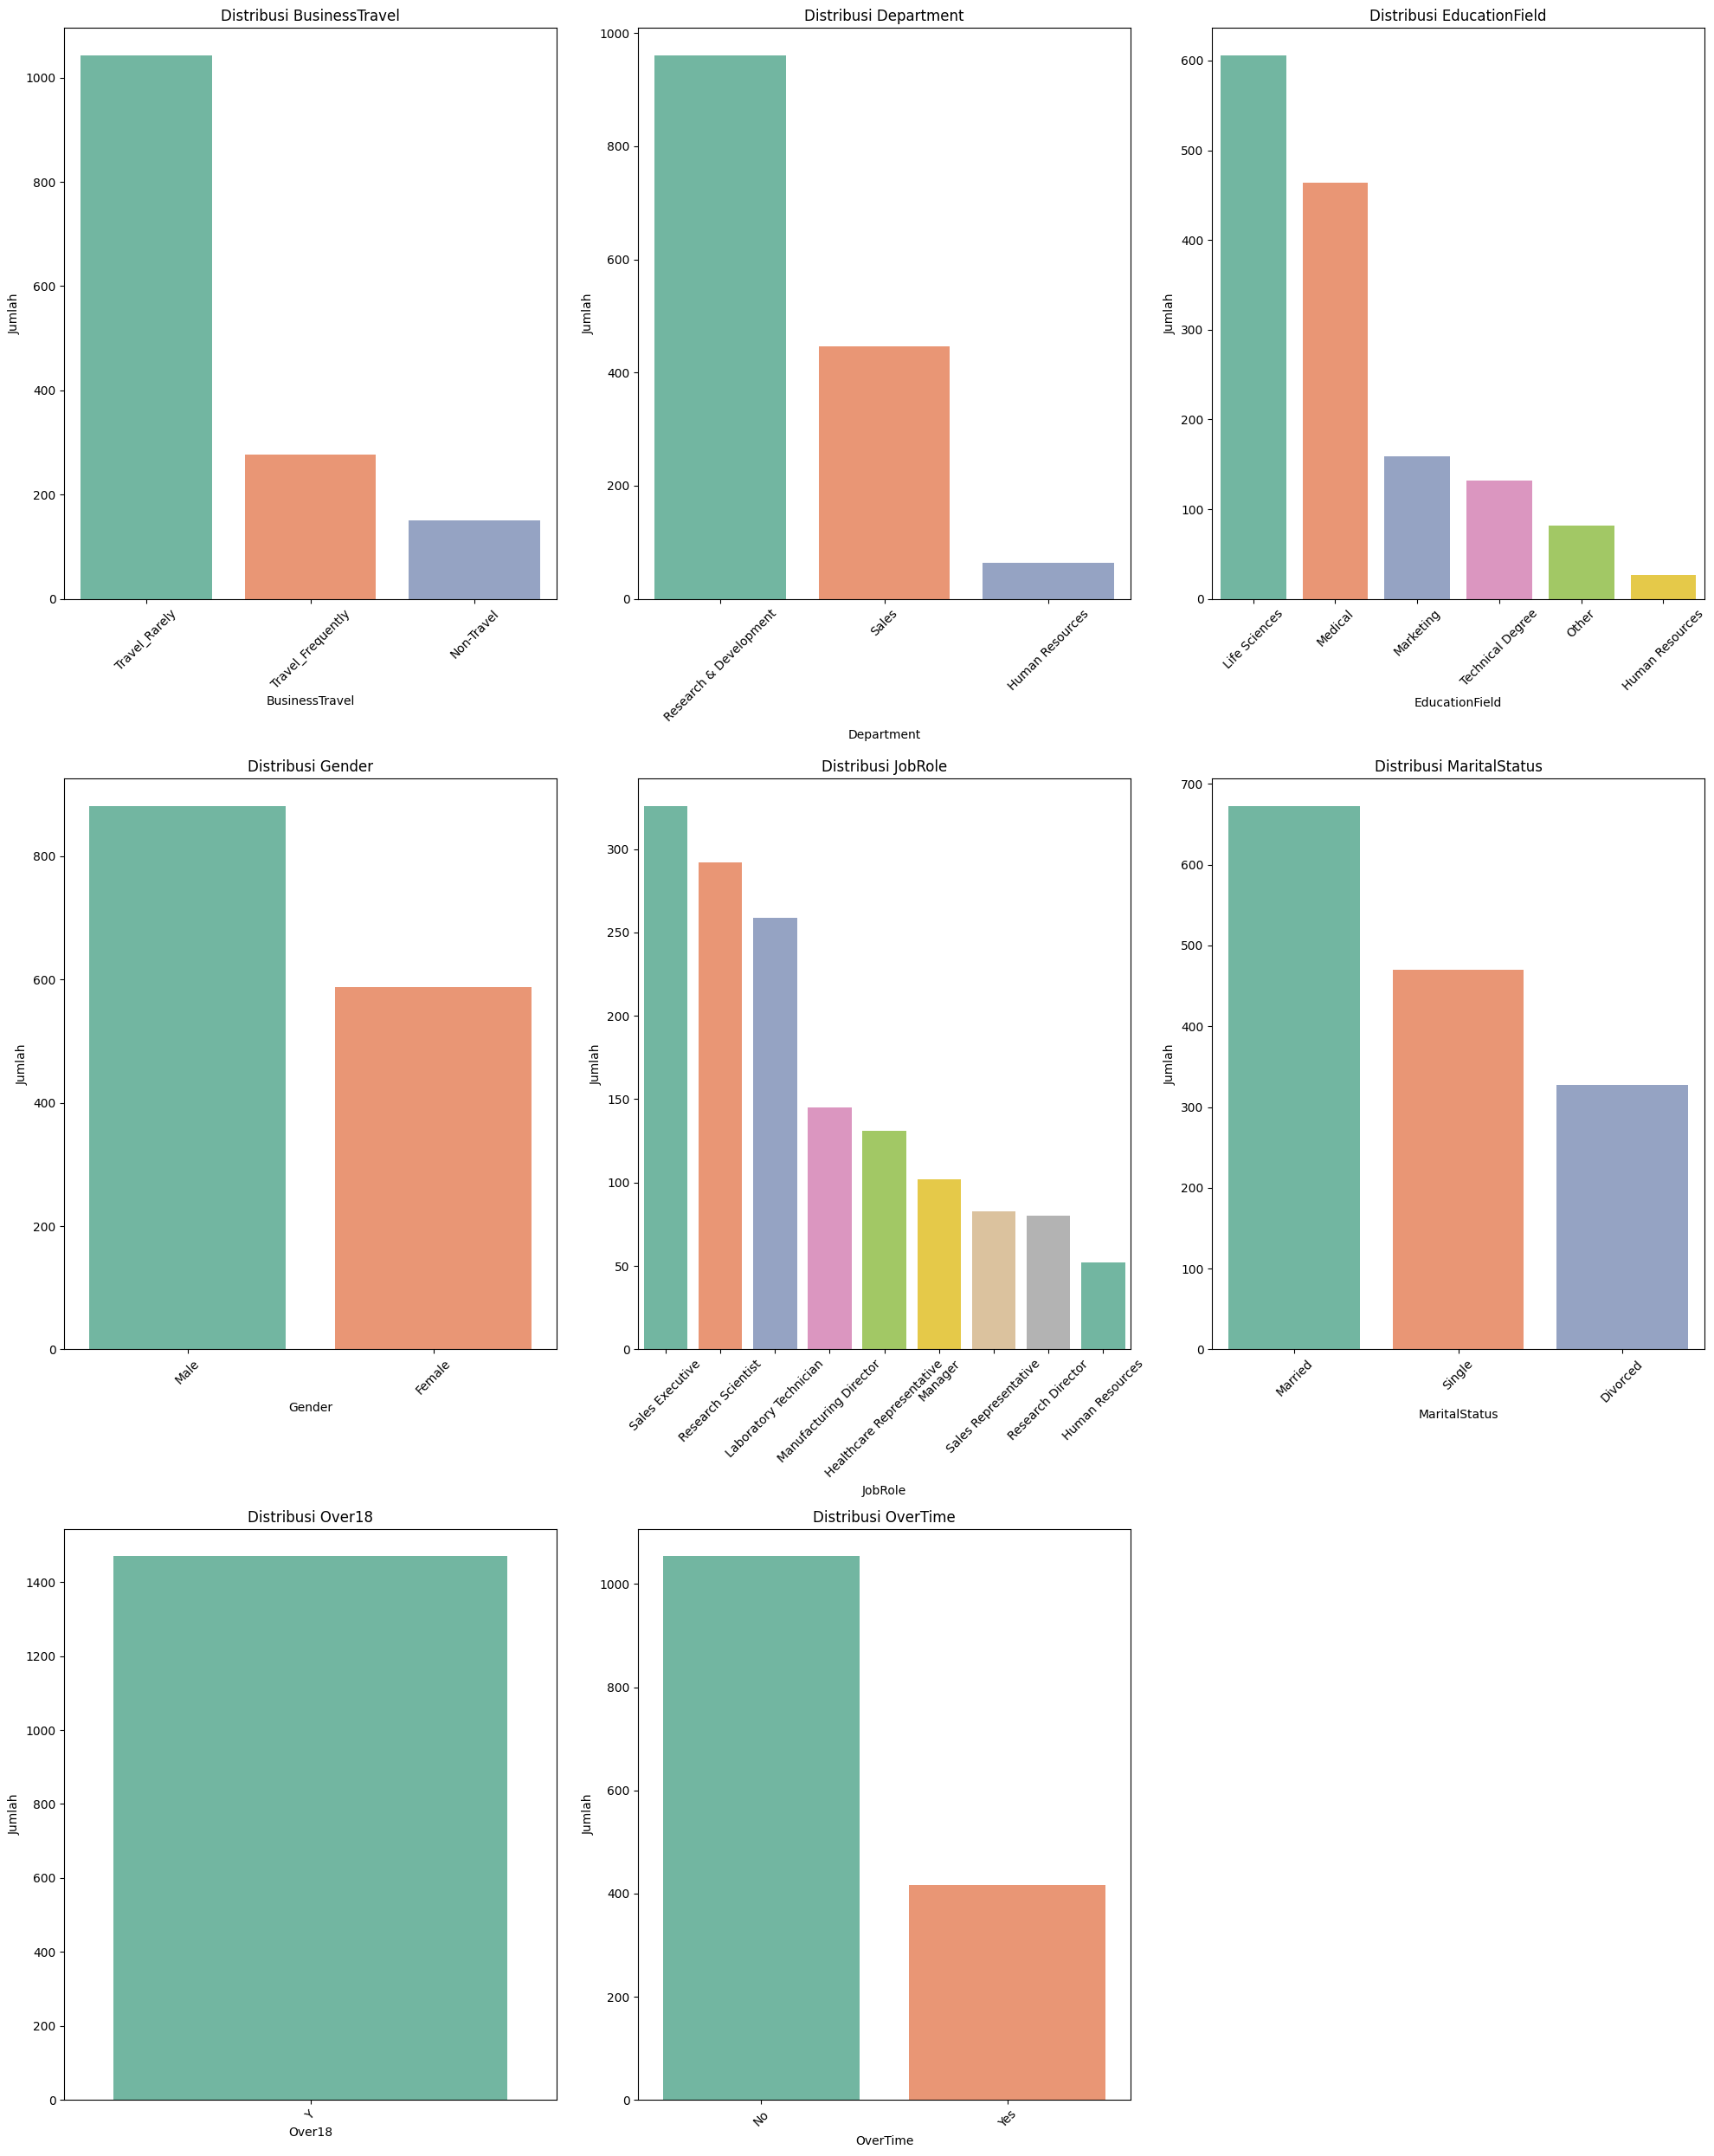 Distribusi BusinessTravel
Jumlah
1000
800
600
400
200
0
Travel_Rarely
Travel_Frequently
Non-Travel
BusinessTravel
Distribusi Department
Jumlah
1000
800
600
400
200
0
Research & Development
Sales
Human Resources
Department
Distribusi EducationField
Jumlah
600
500
400
300
200
100
0
Life Sciences
Medical
Marketing
Technical Degree
Other
Human Resources
EducationField
Distribusi Gender
Jumlah
800
600
400
200
0
Male
Female
Gender
Distribusi JobRole
Jumlah
300
250
200
150
100
50
0
Sales Executive
Research Scientist
Laboratory Technician
Manufacturing Director
Healthcare Representative
Manager
Sales Representative
Research Director
Human Resources
JobRole
Distribusi MaritalStatus
Jumlah
700
600
500
400
300
200
100
0
Married
Single
Divorced
MaritalStatus
Distribusi Over18
Jumlah
1400
1200
1000
800
600
400
200
0
Y
Over18
Distribusi OverTime
Jumlah
1000
800
600
400
200
0
No
Yes
OverTime